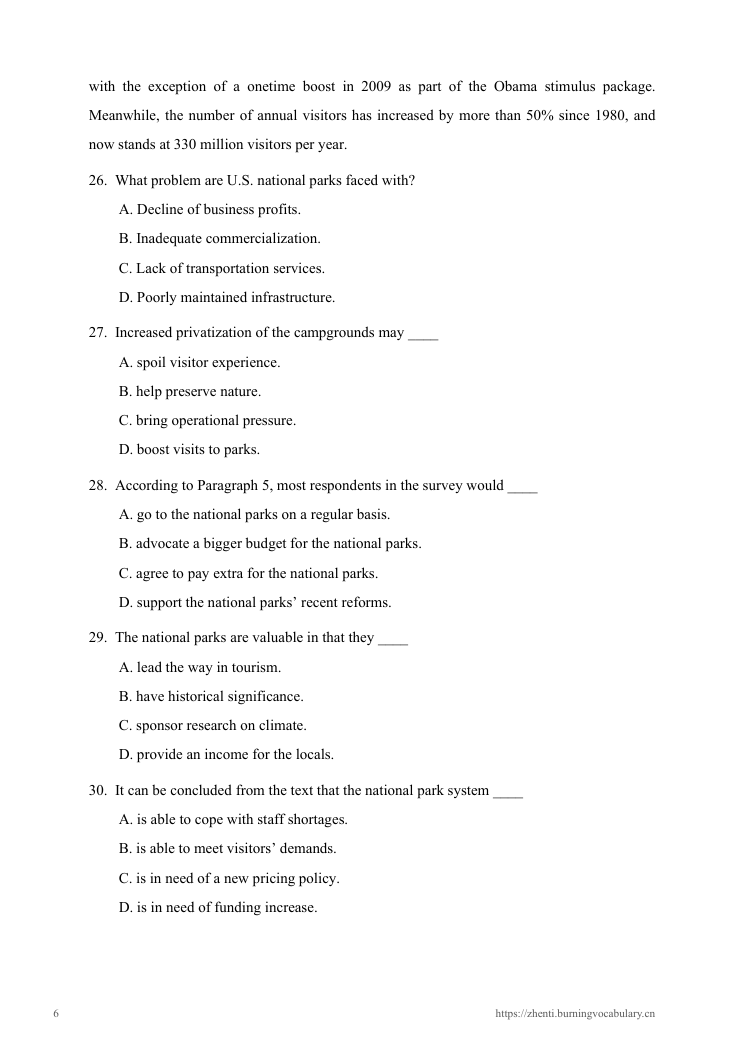 with the exception of a onetime boost in 2009 as part of the Obama stimulus package.
Meanwhile, the number of annual visitors has increased by more than 50% since 1980, and
now stands at 330 million visitors per year.
26. What problem are U.S. national parks faced with?
A. Decline of business profits.
B. Inadequate commercialization.
C. Lack of transportation services.
D. Poorly maintained infrastructure.
27. Increased privatization of the campgrounds may ____
A. spoil visitor experience.
B. help preserve nature.
C. bring operational pressure.
D. boost visits to parks.
28. According to Paragraph 5, most respondents in the survey would ____
A. go to the national parks on a regular basis.
B. advocate a bigger budget for the national parks.
C. agree to pay extra for the national parks.
D. support the national parks’ recent reforms.
29. The national parks are valuable in that they ____
A. lead the way in tourism.
B. have historical significance.
C. sponsor research on climate.
D. provide an income for the locals.
30. It can be concluded from the text that the national park system ____
A. is able to cope with staff shortages.
B. is able to meet visitors’ demands.
C. is in need of a new pricing policy.
D. is in need of funding increase.
6 https://zhenti.burningvocabulary.cn